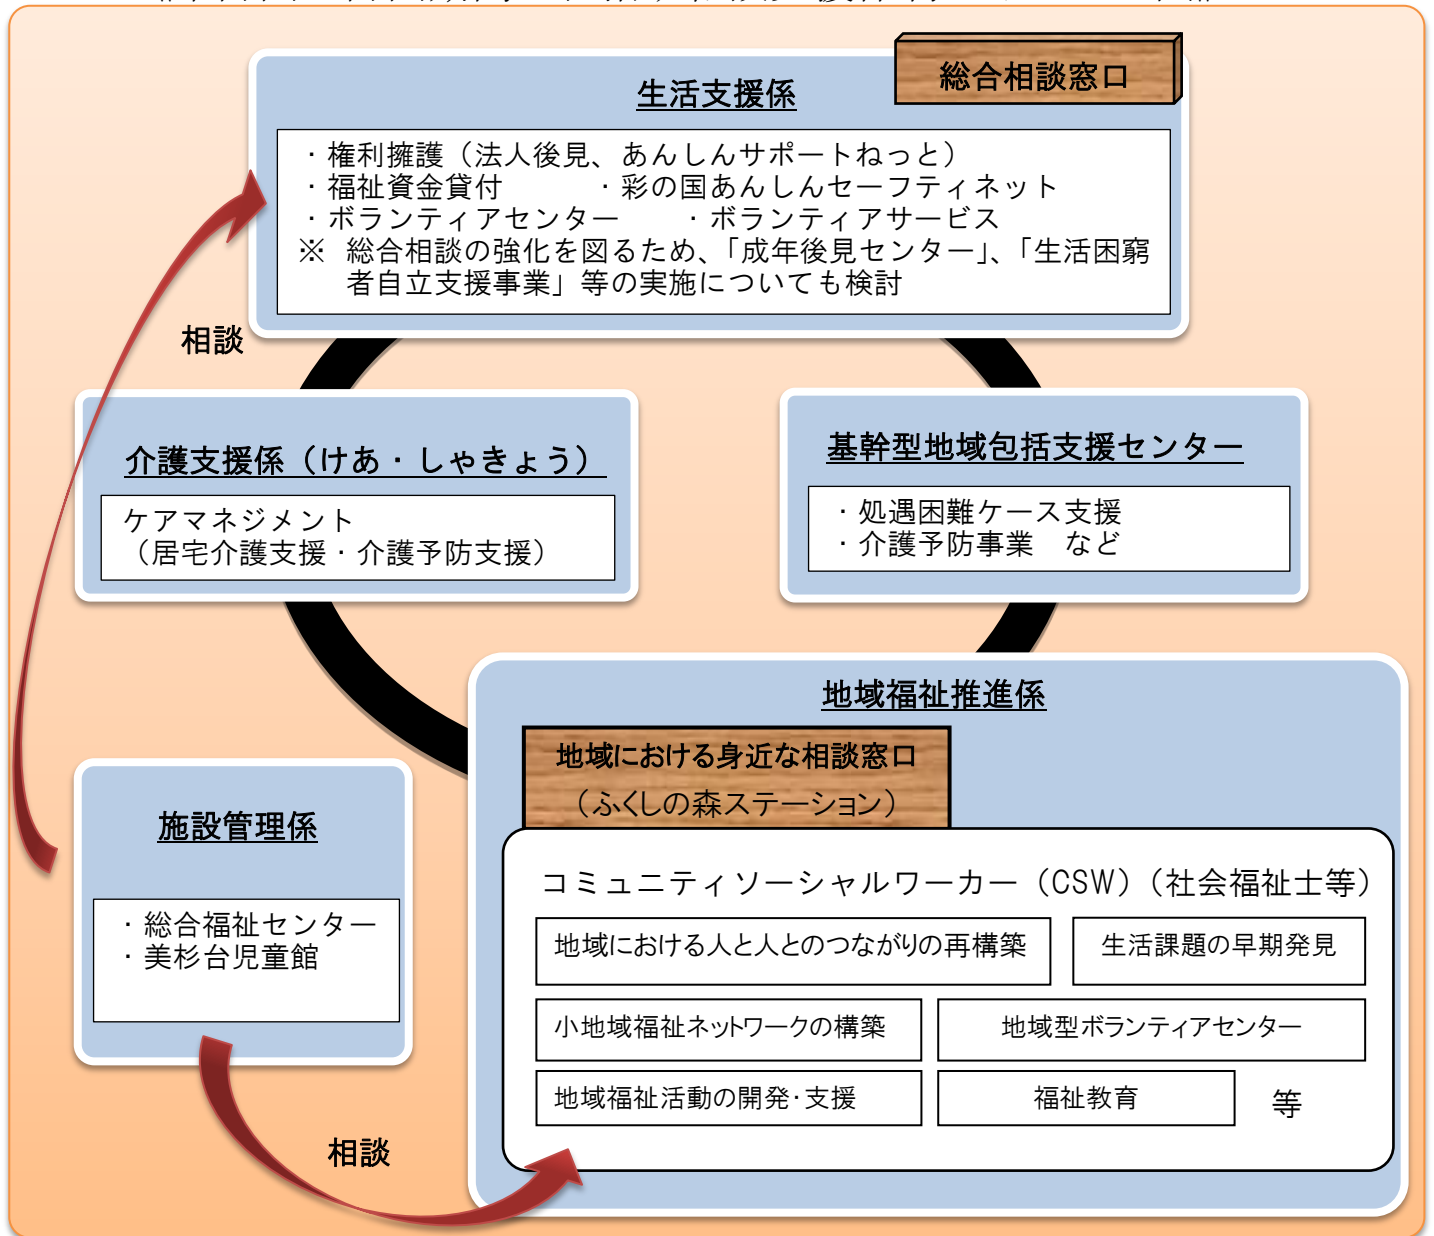 総合相談窓口
生活支援係
・権利擁護（法人後見、あんしんサポートねっと）
・福祉資金貸付　　　・彩の国あんしんセーフティネット
・ボランティアセンター　　・ボランティアサービス
※ 総合相談の強化を図るため、「成年後見センター」、「生活困窮
者自立支援事業」等の実施についても検討
相談
介護支援係（けあ・しゃきょう）
ケアマネジメント
（居宅介護支援・介護予防支援）
基幹型地域包括支援センター
・処遇困難ケース支援
・介護予防事業　など
地域福祉推進係
地域における身近な相談窓口
（ふくしの森ステーション）
コミュニティソーシャルワーカー（CSW）（社会福祉士等）
地域における人と人とのつながりの再構築
生活課題の早期発見
小地域福祉ネットワークの構築
地域型ボランティアセンター
地域福祉活動の開発・支援
福祉教育
等
施設管理係
・総合福祉センター
・美杉台児童館
相談